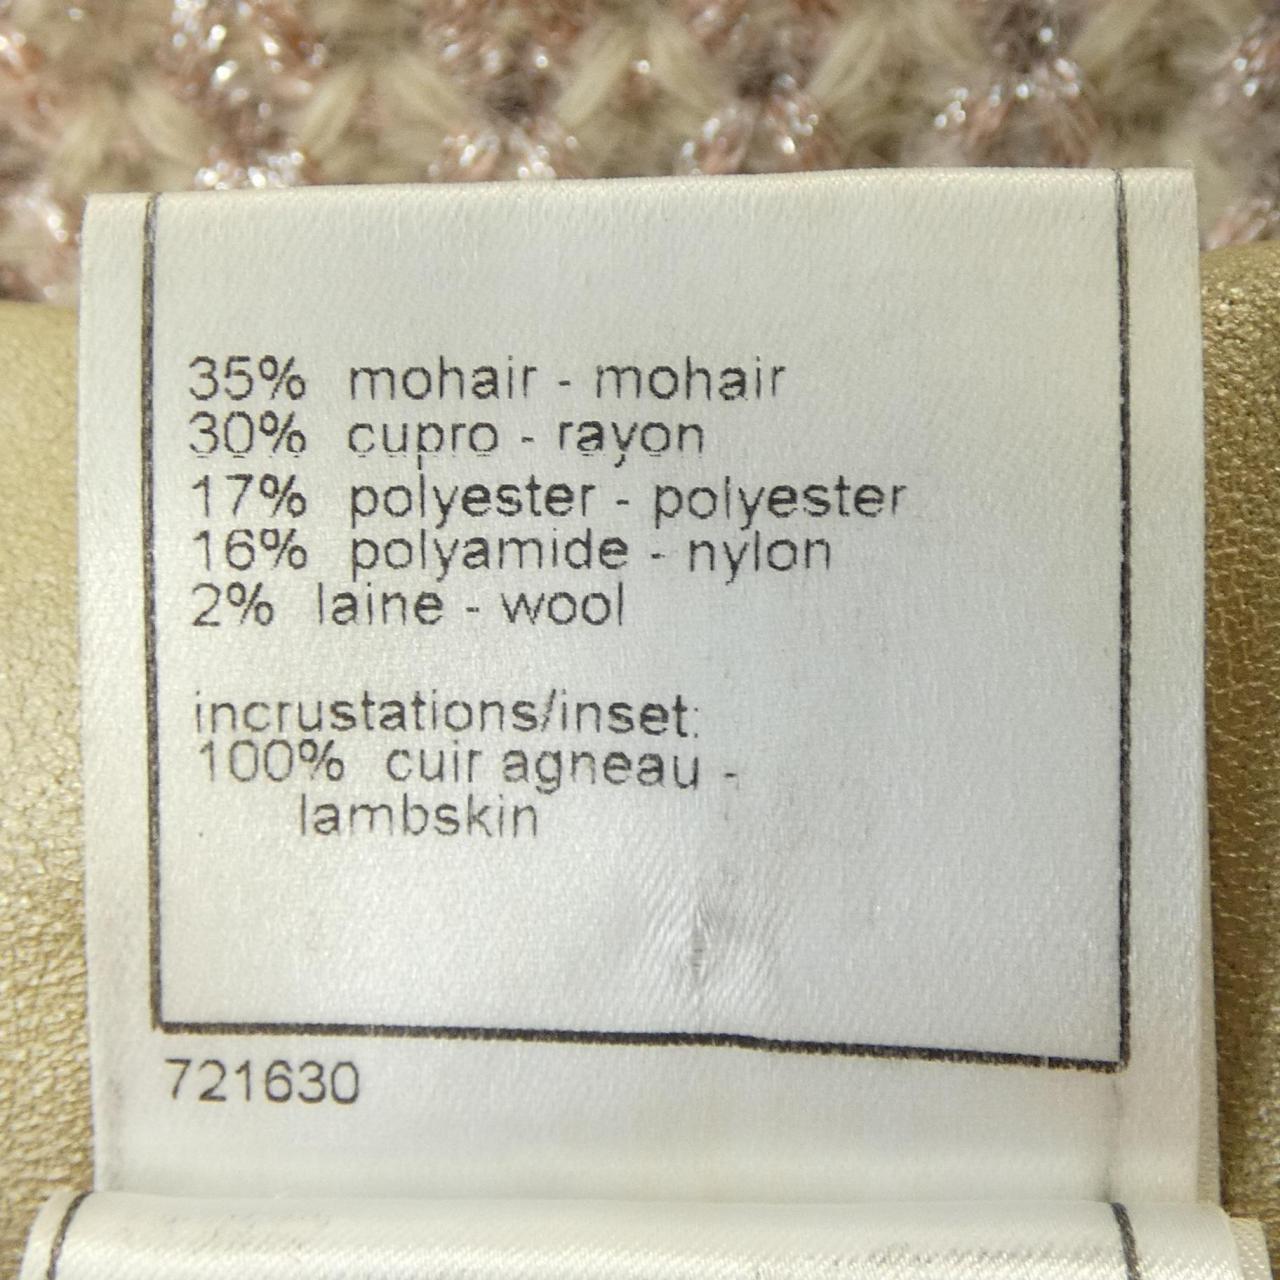 35% mohair - mohair
30% cupro - rayon
17% polyester - polyester
16% polyamide - nylon
2% laine - wool
incrustations/inset:
100% cuir agneau -
lambskin
721630